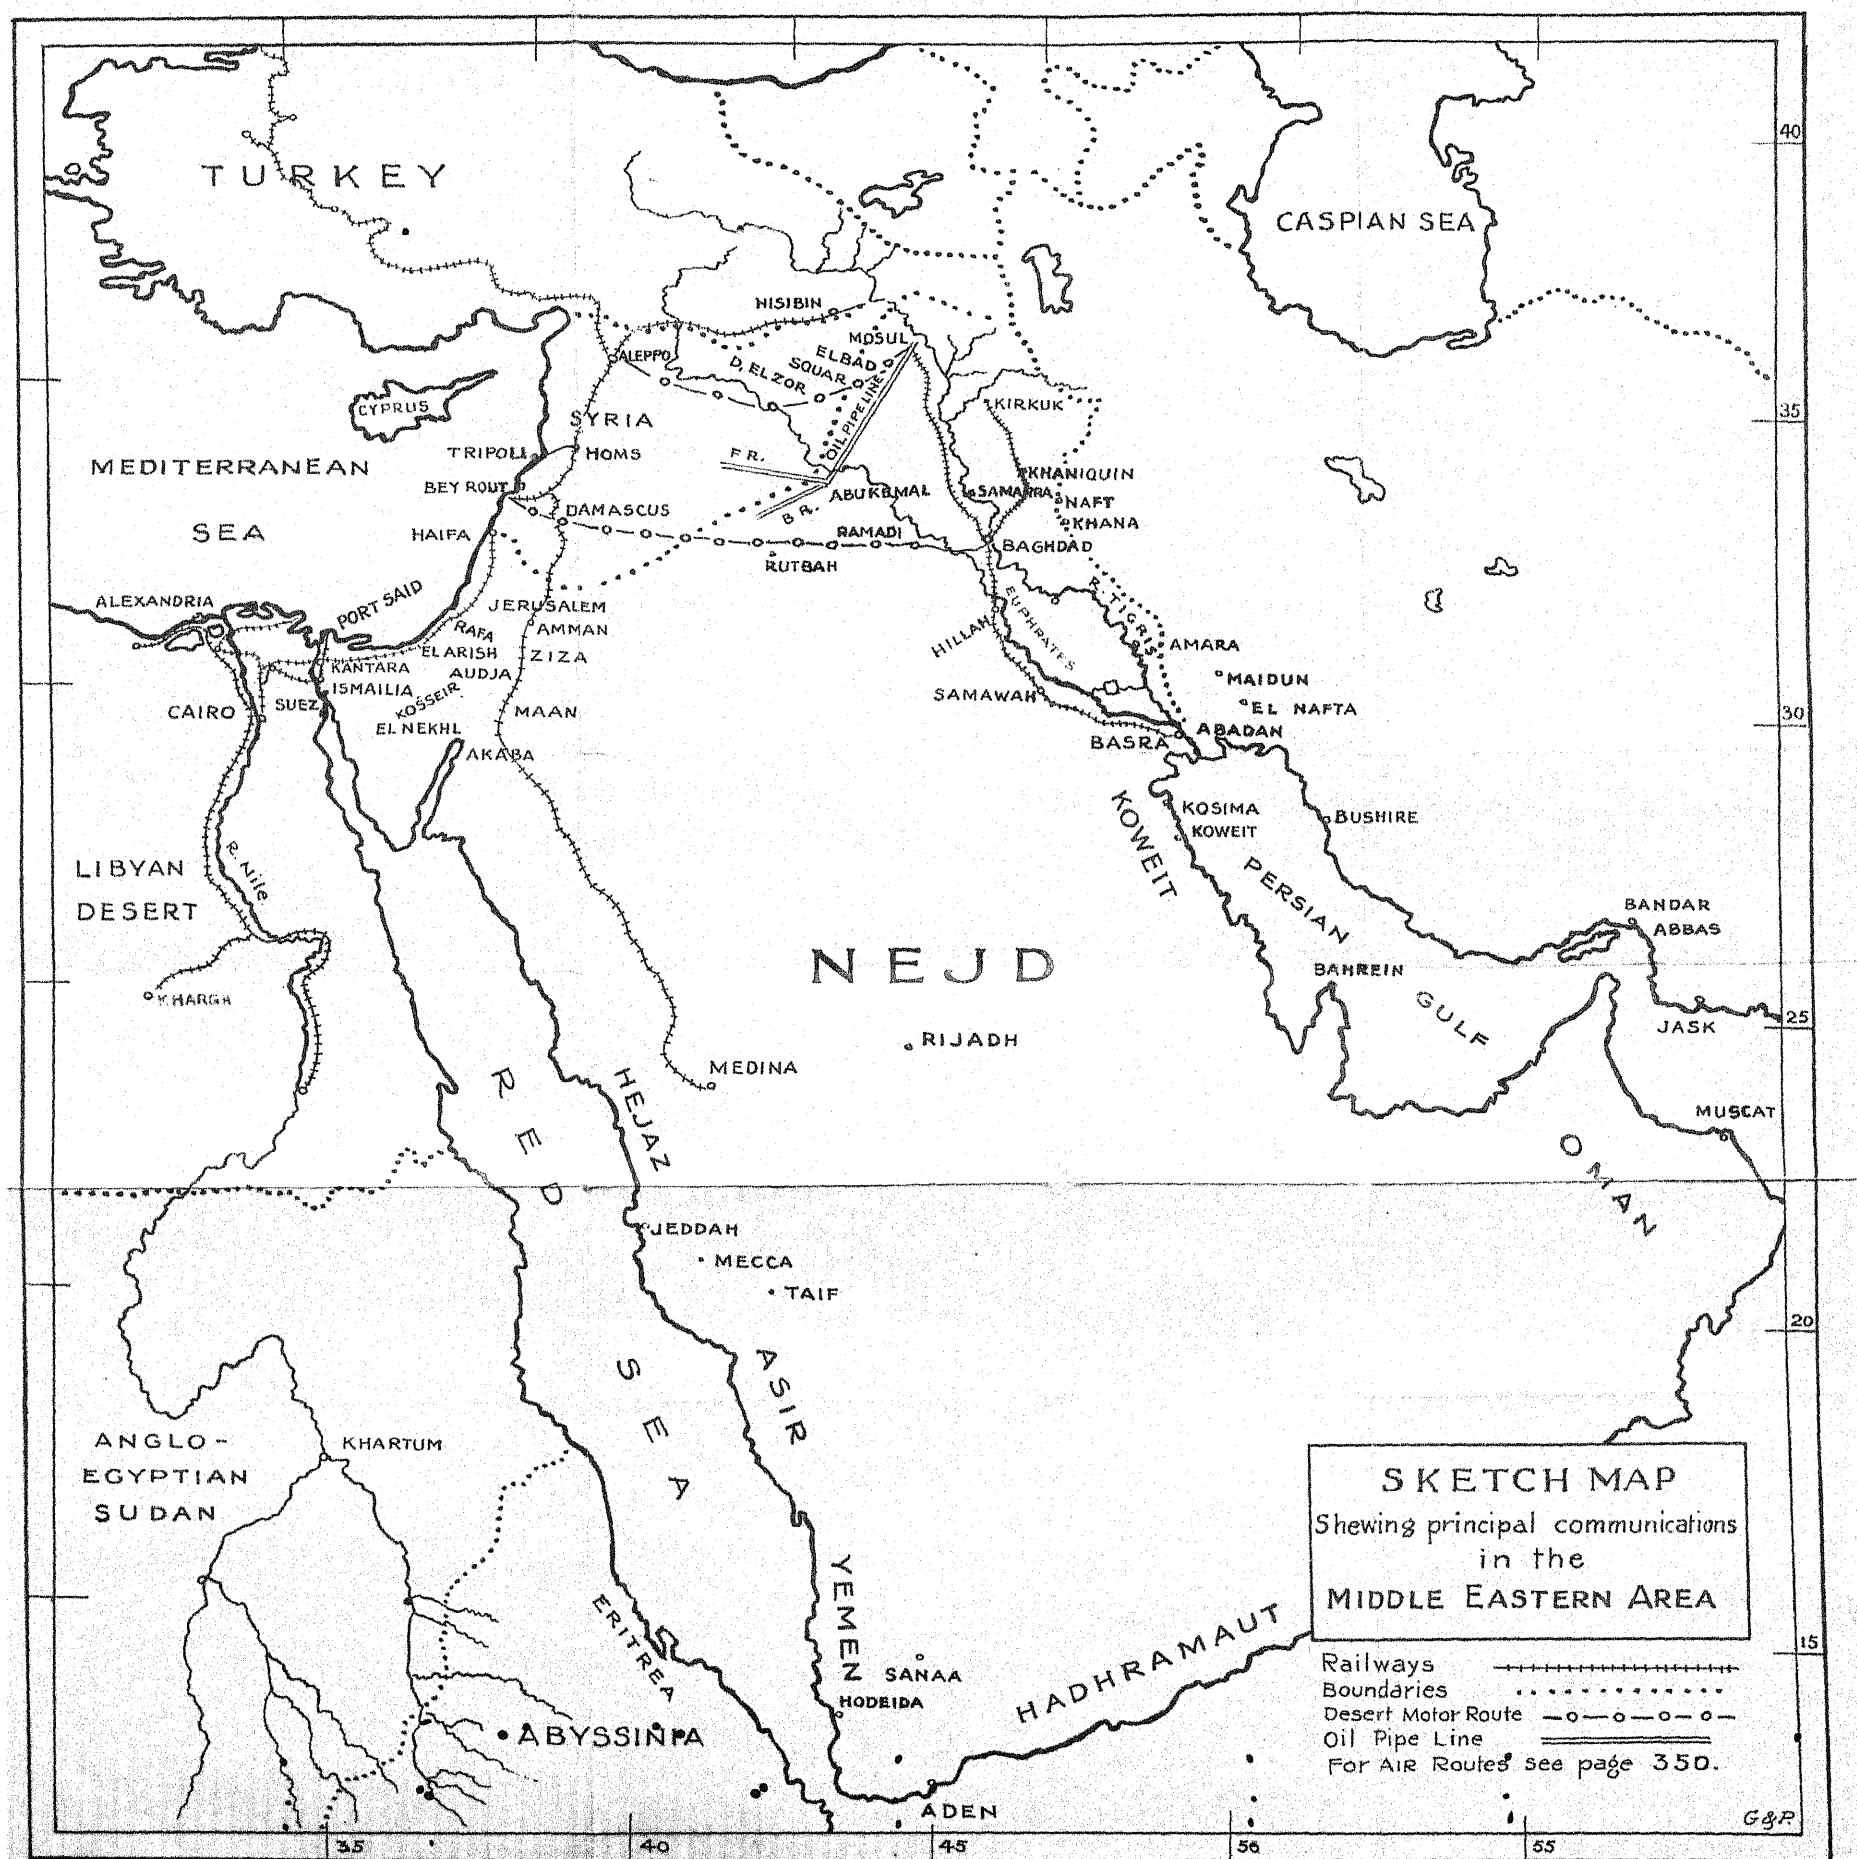 TURKEY
CASPIAN SEA
40
NISIBIN
MOSUL
ALEPPO
D, EL ZOR
ELBAD
SQUAR
OIL PIPE LINE
CYPRUS
SYRIA
KIRKUK
35
MEDITERRANEAN
SEA
TRIPOLI
HOMS
FR.
BEY ROUT
ABUKEMAL
B R.
SAMARRA
KHANIQUIN
NAFT
KHANA
DAMASCUS
HAIFA
RAMADI
RUTBAH
BAGHDAD
ALEXANDRIA
PORT SAID
JERUSALEM
RAFA
AMMAN
EL ARISH
ZIZA
KANTARA
AUDJA
ISMAILIA
KOSSEIR
SUEZ
CAIRO
EL NEKHL
MAAN
AKABA
EUPHRATES
R. TIGRIS
HILLAH
AMARA
SAMAWAH
MAIDUN
EL NAFTA
30
ABADAN
BASRA
KOWEIT
KOSIMA
KOWEIT
BUSHIRE
LIBYAN
DESERT
R. Nile
PERSIAN
GULF
BANDAR
ABBAS
NEJD
BAHREIN
KHARGA
25
JASK
RIJADH
MEDINA
RED
SEA
HEJAZ
MUSCAT
OMAN
JEDDAH
MECCA
TAIF
20
ASIR
ANGLO-
EGYPTIAN
SUDAN
KHARTUM
YEMEN
ERITREA
SANAA
HODEIDA
HADHRAMAUT
ABYSSINIA
ADEN
SKETCH MAP
Shewing principal communications
in the
MIDDLE EASTERN AREA
15
Railways
Boundaries
Desert Motor Route
Oil Pipe Line
For AIR Routes see page 350.
G&P.
35
40
45
50
55